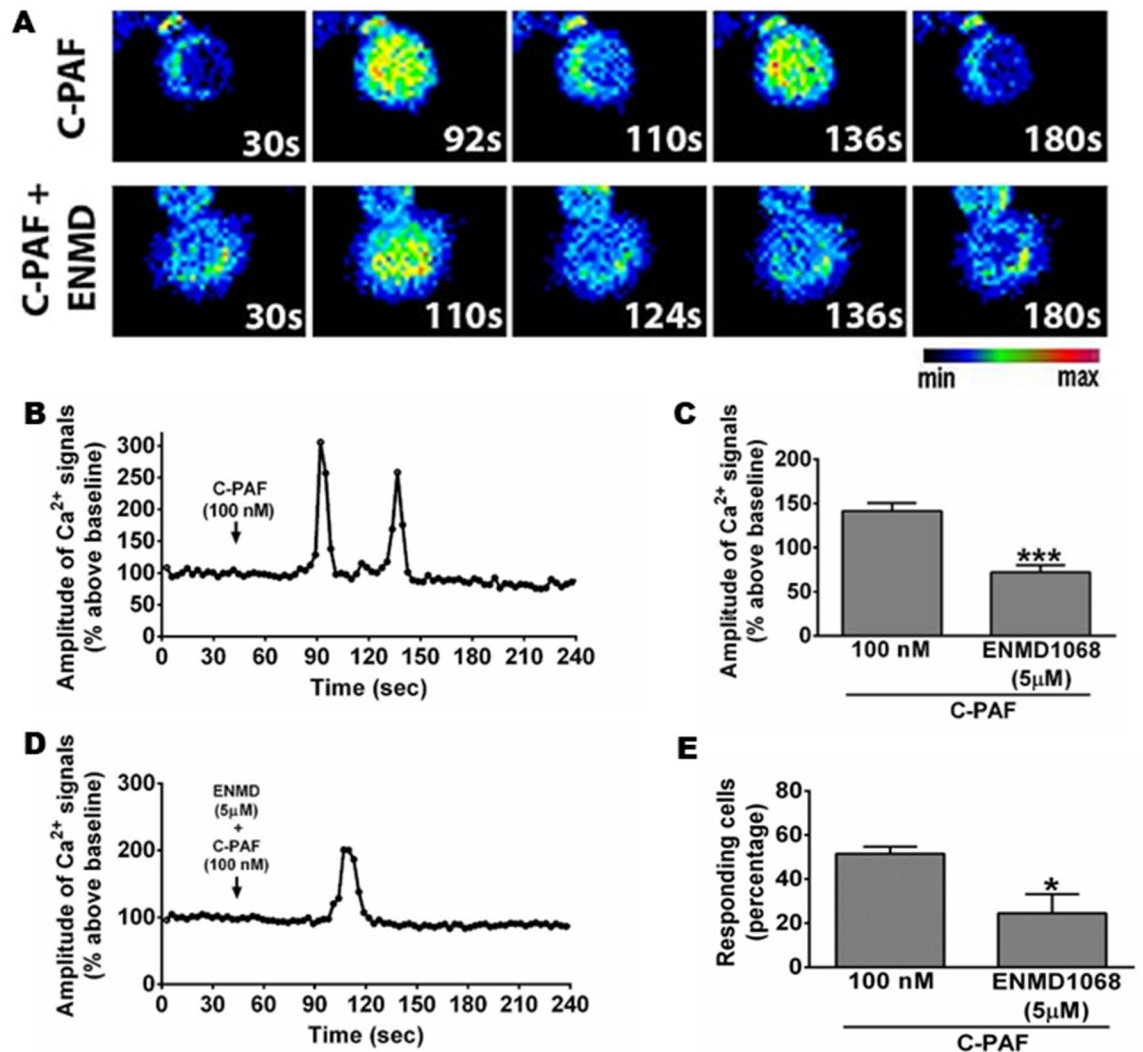 A
C-PAF
30s
92s
110s
136s
180s
C-PAF +
ENMD
30s
110s
124s
136s
180s
min
max
B
Amplitude of Ca²⁺ signals
(% above baseline)
300
250
200
150
100
50
0
C-PAF
(100 nM)
0 30 60 90 120 150 180 210 240
Time (sec)
C
Amplitude of Ca²⁺ signals
(% above baseline)
200
150
100
50
0
***
100 nM
ENMD1068
(5µM)
C-PAF
D
Amplitude of Ca²⁺ signals
(% above baseline)
300
200
100
0
ENMD
(5µM)
+
C-PAF
(100 nM)
0 30 60 90 120 150 180 210 240
Time (sec)
E
Responding cells
(percentage)
80
60
40
20
0
*
100 nM
ENMD1068
(5µM)
C-PAF